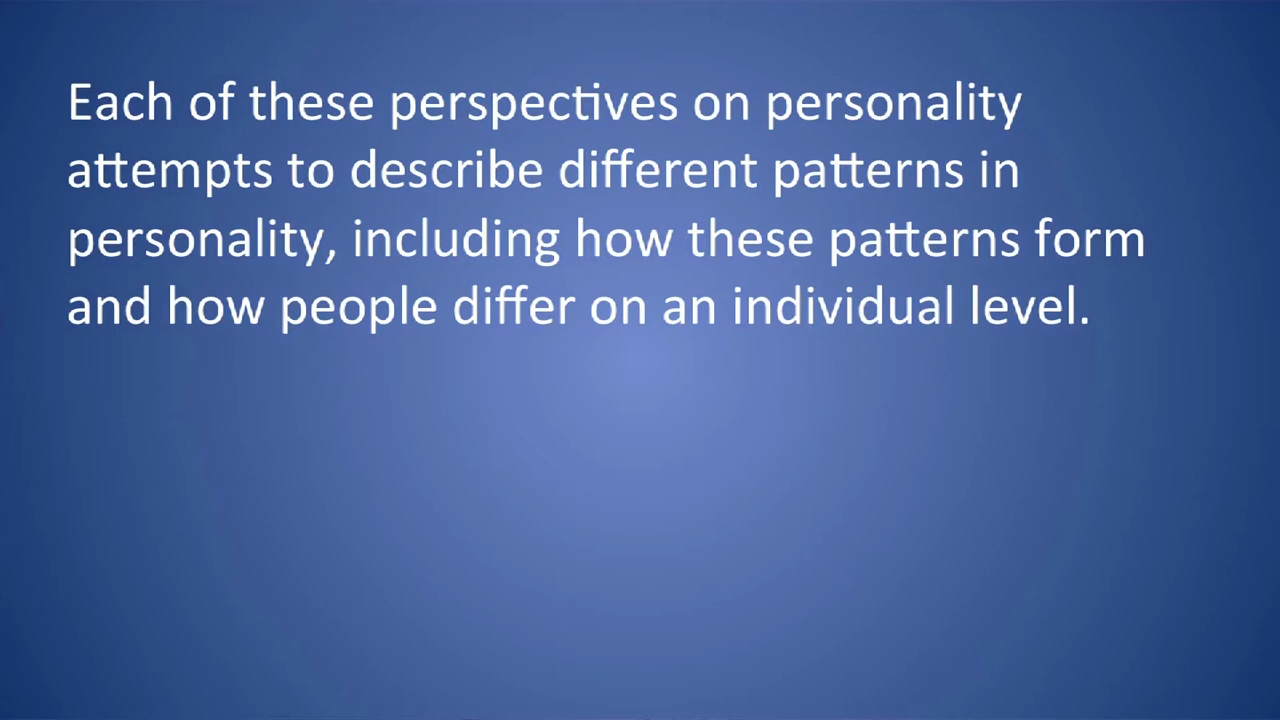 Each of these perspectives on personality
attempts to describe different patterns in
personality, including how these patterns form
and how people differ on an individual level.